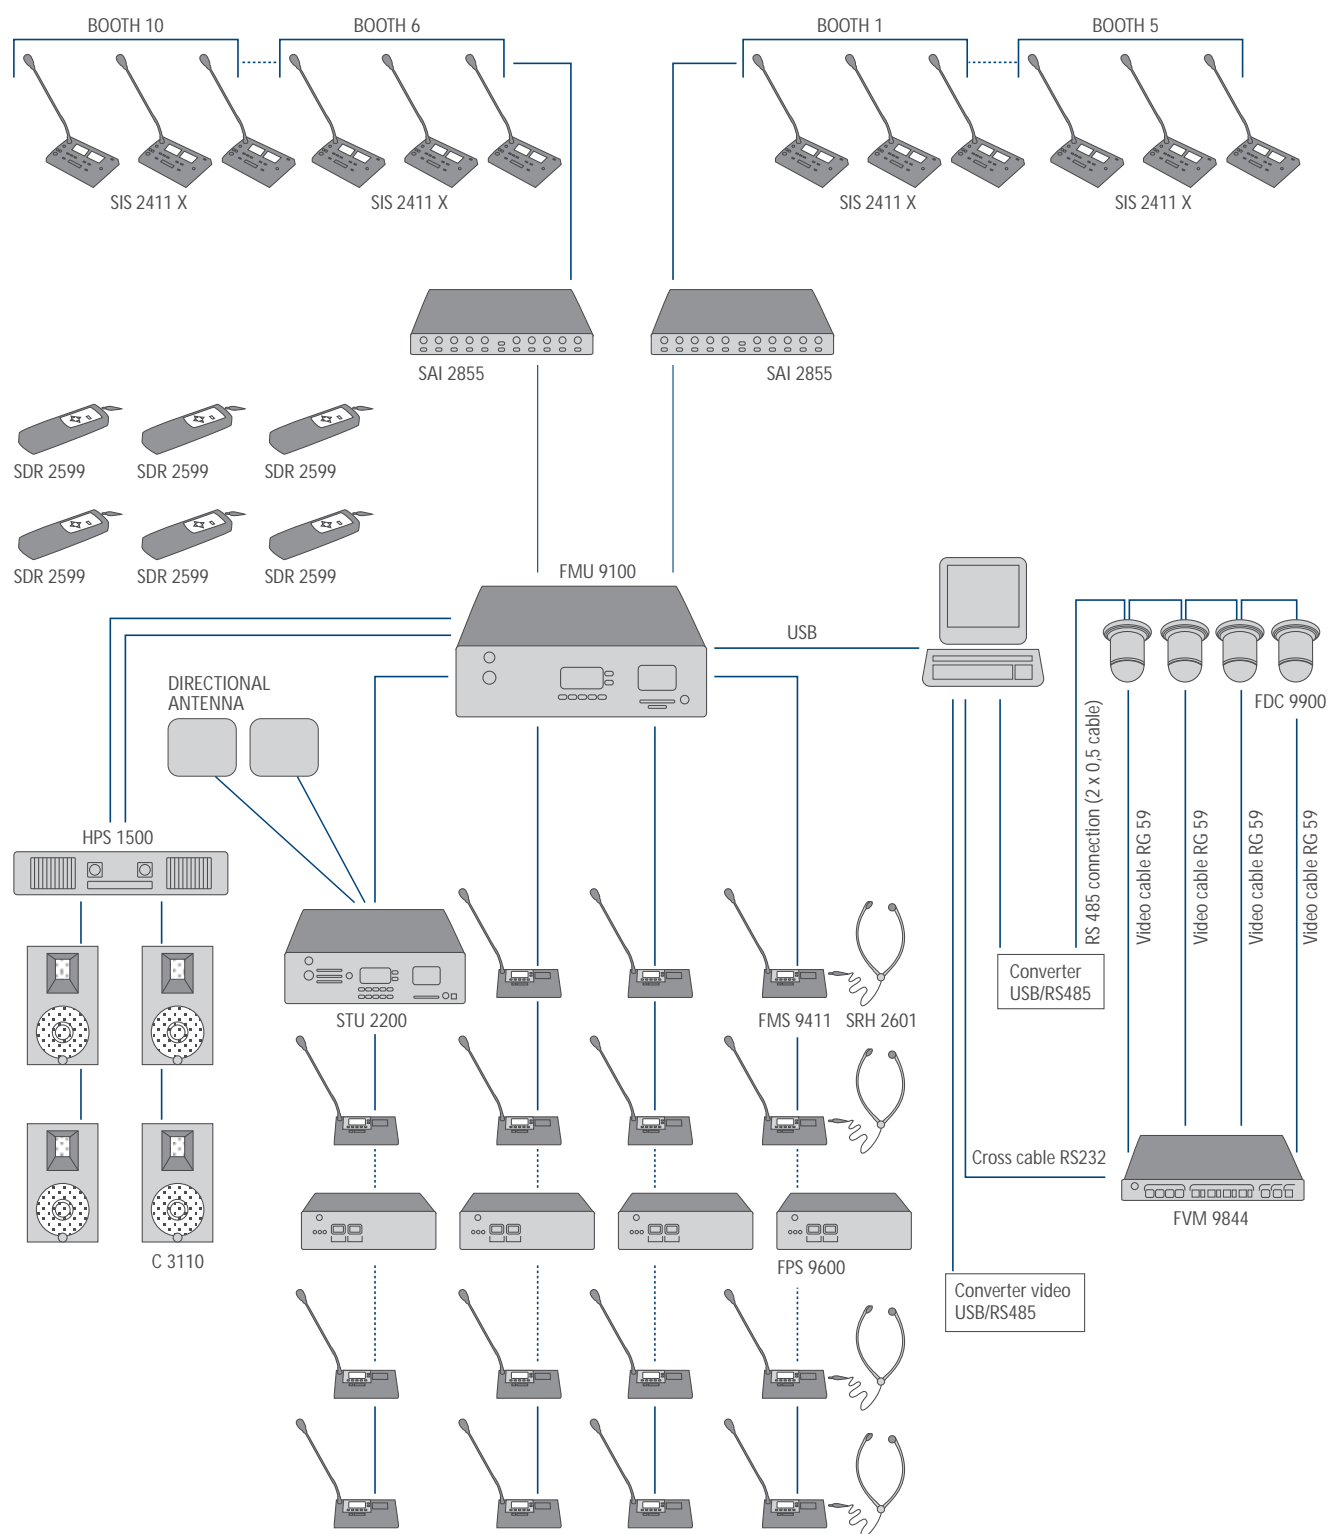 BOOTH 10
BOOTH 6
BOOTH 1
BOOTH 5
SIS 2411 X
SIS 2411 X
SIS 2411 X
SIS 2411 X
SAI 2855
SAI 2855
SDR 2599
SDR 2599
SDR 2599
SDR 2599
SDR 2599
SDR 2599
FMU 9100
USB
DIRECTIONAL
ANTENNA
FDC 9900
RS 485 connection (2 x 0,5 cable)
Video cable RG 59
Video cable RG 59
Video cable RG 59
Video cable RG 59
HPS 1500
Converter
USB/RS485
STU 2200
FMS 9411
SRH 2601
Cross cable RS232
FVM 9844
C 3110
FPS 9600
Converter video
USB/RS485